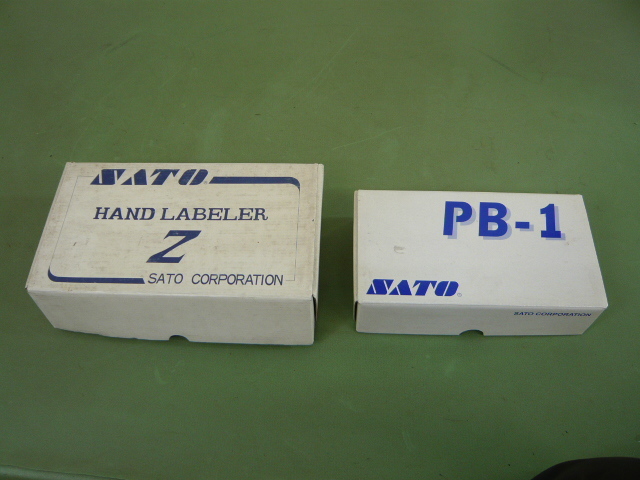 SATO
HAND LABELER
Z
SATO CORPORATION
PB-1
SATO
SATO CORPORATION